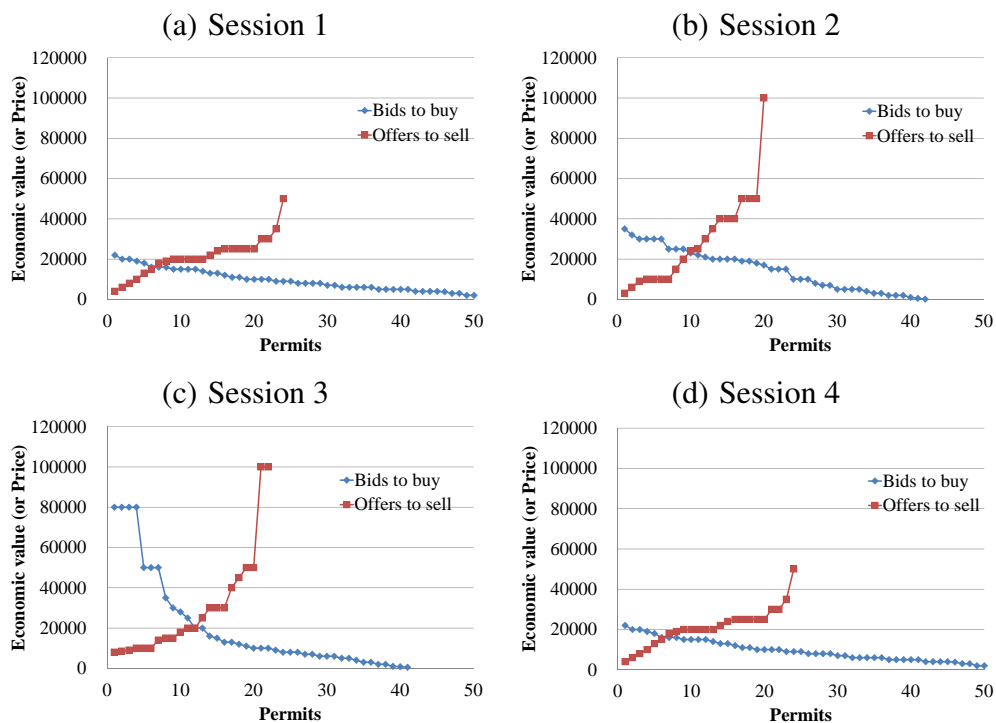 (a) Session 1
Economic value (or Price)
120000
100000
80000
60000
40000
20000
0
Bids to buy
Offers to sell
0 10 20 30 40 50
Permits
(b) Session 2
Economic value (or Price)
120000
100000
80000
60000
40000
20000
0
Bids to buy
Offers to sell
0 10 20 30 40 50
Permits
(c) Session 3
Economic value (or Price)
120000
100000
80000
60000
40000
20000
0
Bids to buy
Offers to sell
0 10 20 30 40 50
Permits
(d) Session 4
Economic value (or Price)
120000
100000
80000
60000
40000
20000
0
Bids to buy
Offers to sell
0 10 20 30 40 50
Permits